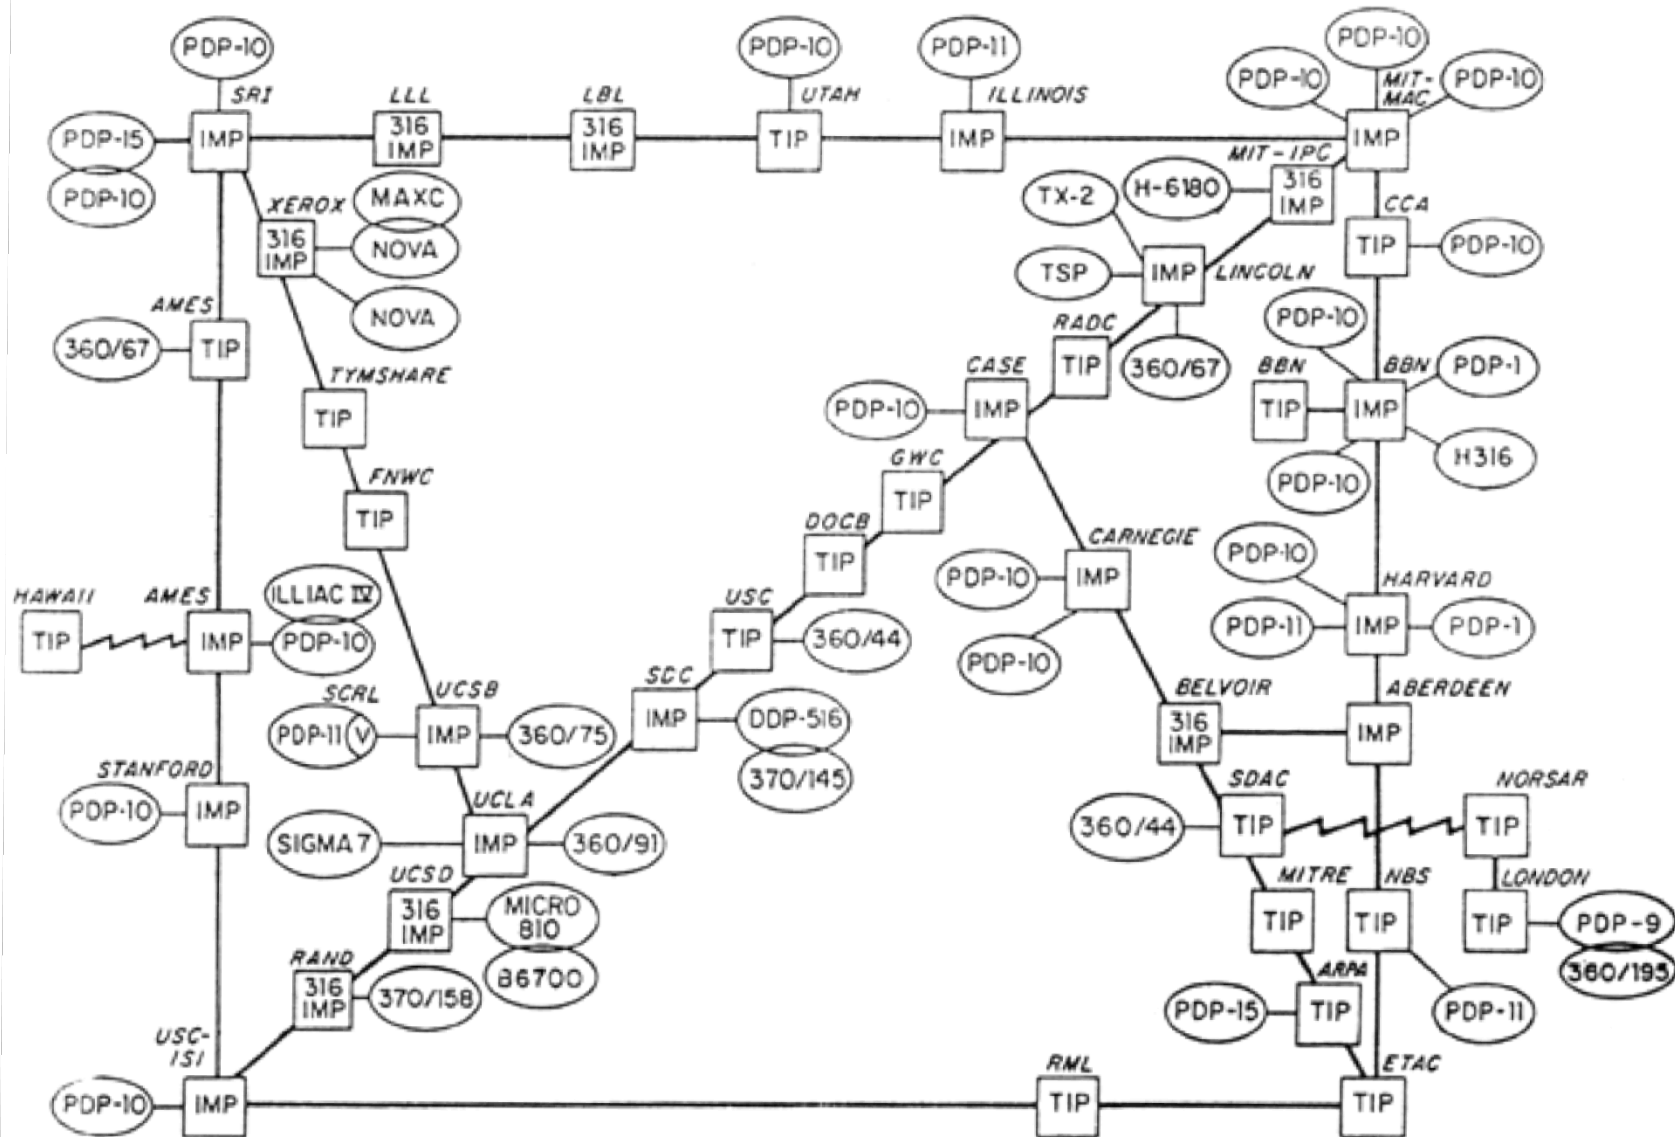 PDP-10
PDP-10
PDP-11
PDP-10
SRI
LLL
LBL
UTAH
ILLINOIS
PDP-10
MIT-
MAC
PDP-10
PDP-15
IMP
316
IMP
316
IMP
TIP
IMP
IMP
PDP-10
MIT-IPC
XEROX
MAXC
TX-2
H-6180
316
IMP
CCA
316
IMP
NOVA
TIP
PDP-10
TSP
IMP
LINCOLN
NOVA
AMES
RADC
PDP-10
360/67
TIP
TYMSHARE
CASE
TIP
360/67
BBN
BBN
PDP-1
TIP
PDP-10
IMP
TIP
IMP
FNWC
GWC
PDP-10
H316
TIP
TIP
DOCB
CARNEGIE
PDP-10
TIP
PDP-10
IMP
HARVARD
HAWAII
AMES
ILLIAC IV
USC
TIP
IMP
PDP-10
TIP
360/44
PDP-11
IMP
PDP-1
PDP-10
SCRL
UCSB
SDC
BELVOIR
ABERDEEN
PDP-11
V
IMP
360/75
IMP
DDP-516
316
IMP
IMP
370/145
STANFORD
SDAC
NORSAR
PDP-10
IMP
UCLA
360/44
TIP
TIP
SIGMA 7
IMP
360/91
UCSD
MITRE
NBS
LONDON
316
IMP
MICRO
810
TIP
TIP
TIP
PDP-9
RAND
B6700
ARPA
360/195
316
IMP
370/158
PDP-15
TIP
PDP-11
USC-
ISI
RML
ETAC
PDP-10
IMP
TIP
TIP